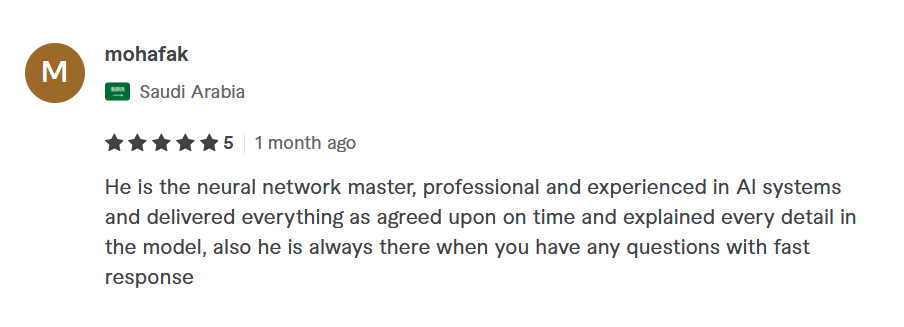 M
mohafak
Saudi Arabia
5 1 month ago
He is the neural network master, professional and experienced in AI systems
and delivered everything as agreed upon on time and explained every detail in
the model, also he is always there when you have any questions with fast
response